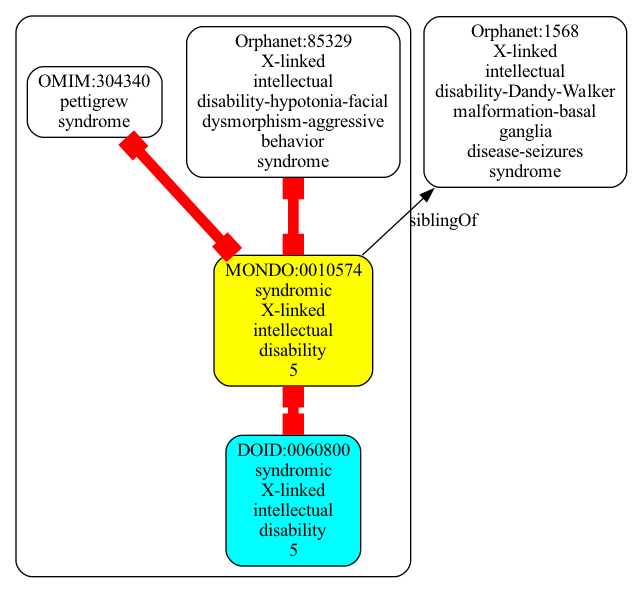 OMIM:304340
pettigrew
syndrome
Orphanet:85329
X-linked
intellectual
disability-hypotonia-facial
dysmorphism-aggressive
behavior
syndrome
Orphanet:1568
X-linked
intellectual
disability-Dandy-Walker
malformation-basal
ganglia
disease-seizures
syndrome
siblingOf
MONDO:0010574
syndromic
X-linked
intellectual
disability
5
DOID:0060800
syndromic
X-linked
intellectual
disability
5